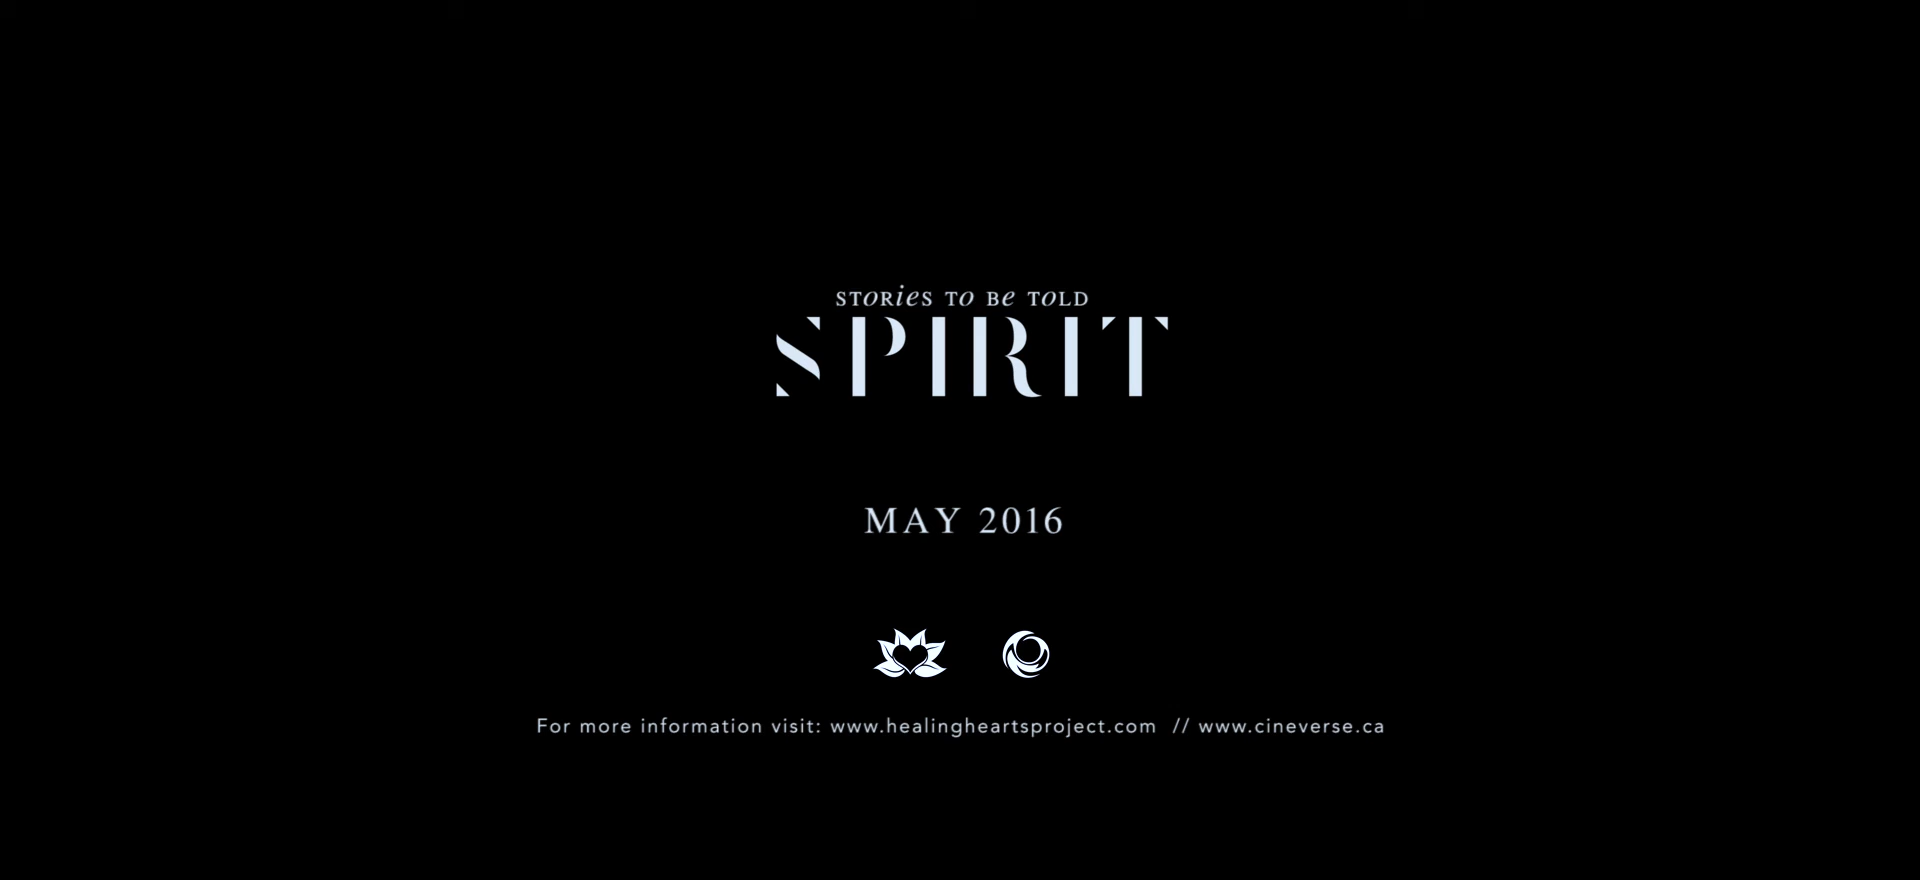 STORieS TO Be TOLD
SPIRIT
MAY 2016
For more information visit: www.healingheartsproject.com // www.cineverse.ca